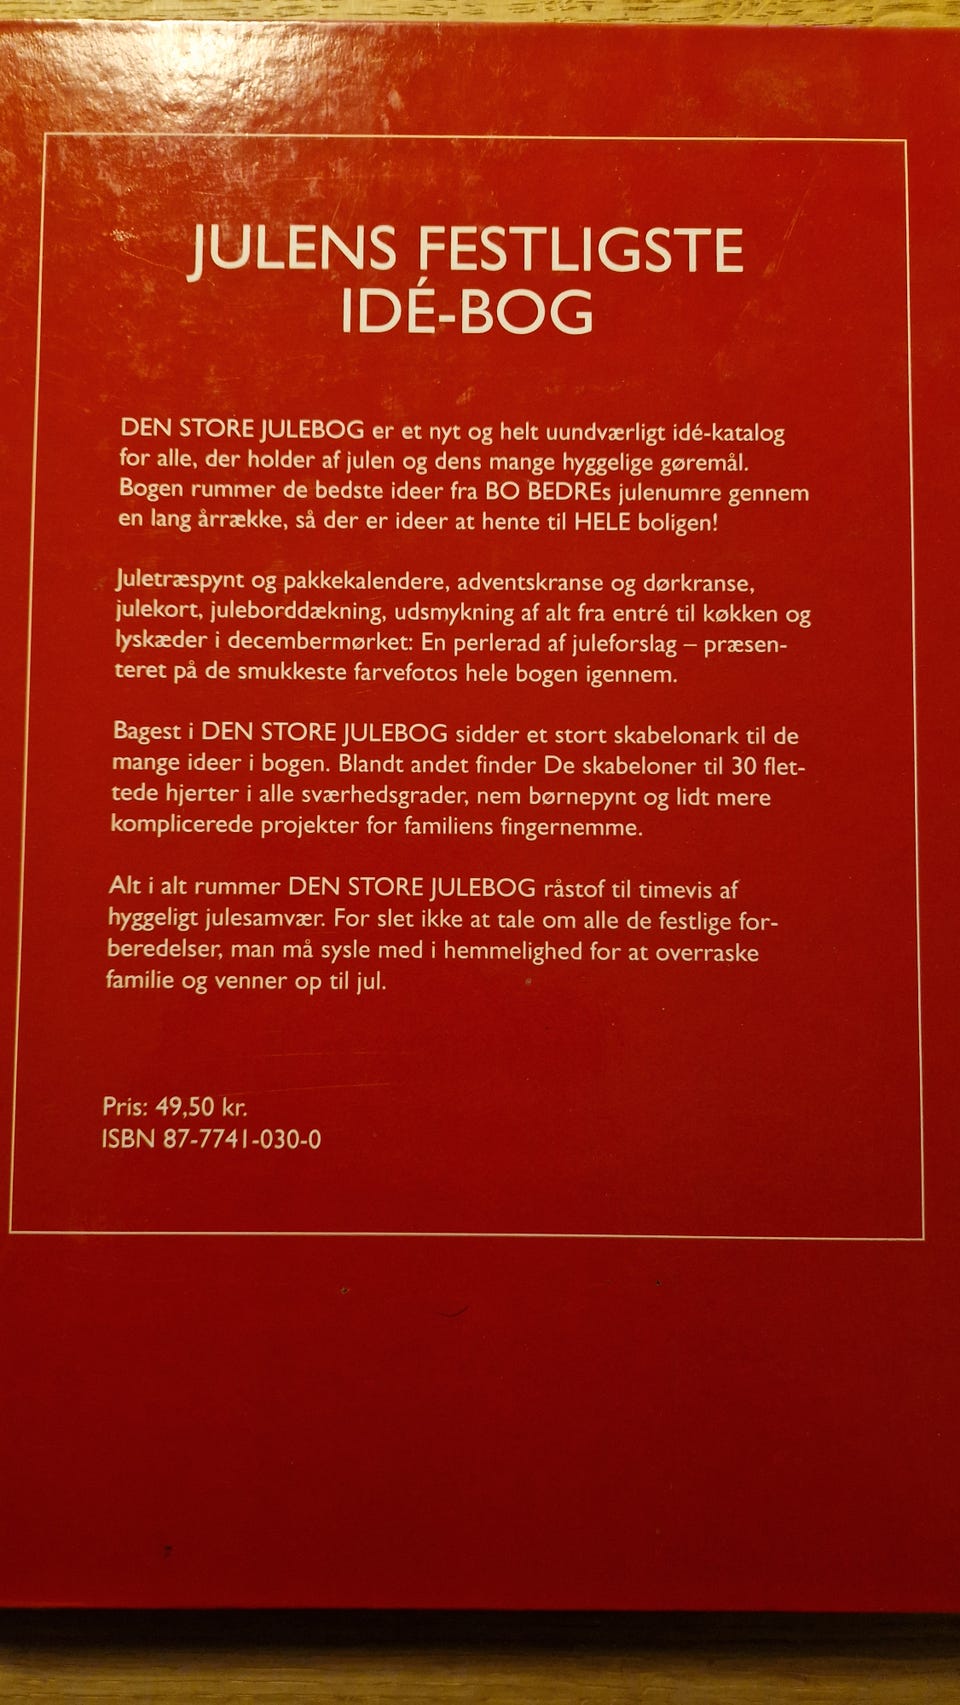 JULENS FESTLIGSTE
IDÉ-BOG
DEN STORE JULEBOG er et nyt og helt uundværligt idé-katalog
for alle, der holder af julen og dens mange hyggelige gøremål.
Bogen rummer de bedste ideer fra BO BEDREs julenumre gennem
en lang årrække, så der er ideer at hente til HELE boligen!
Juletræspynt og pakkekalendere, adventskranse og dørkranse,
julekort, juleborddækning, udsmykning af alt fra entré til køkken og
lyskæder i decembermørket: En perlerad af juleforslag – præsen-
teret på de smukkeste farvefotos hele bogen igennem.
Bagest i DEN STORE JULEBOG sidder et stort skabelonark til de
mange ideer i bogen. Blandt andet finder De skabeloner til 30 flet-
tede hjerter i alle sværhedsgrader, nem børnepynt og lidt mere
komplicerede projekter for familiens fingernemme.
Alt i alt rummer DEN STORE JULEBOG råstof til timevis af
hyggeligt julesamvær. For slet ikke at tale om alle de festlige for-
beredelser, man må sysle med i hemmelighed for at overraske
familie og venner op til jul.
Pris: 49,50 kr.
ISBN 87-7741-030-0